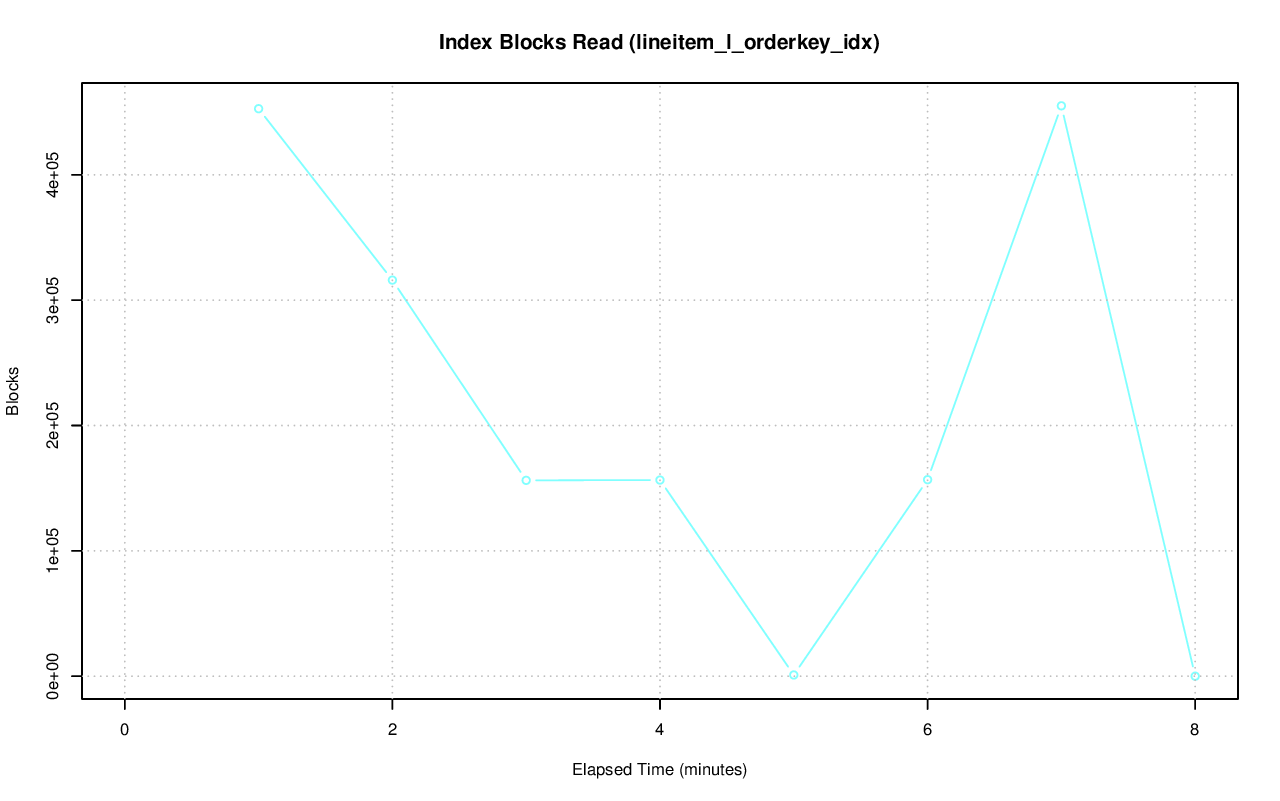 Index Blocks Read (lineitem_l_orderkey_idx)
4e+05
3e+05
2e+05
1e+05
0e+00
Blocks
0 2 4 6 8
Elapsed Time (minutes)